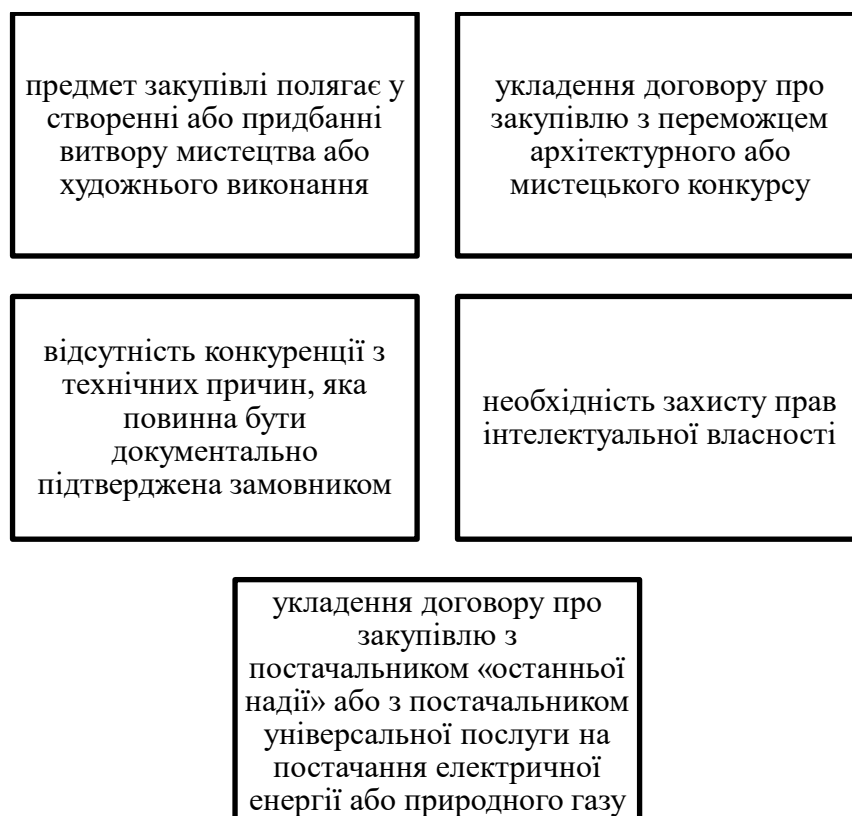 предмет закупівлі полягає у
створенні або придбанні
витвору мистецтва або
художнього виконання
укладення договору про
закупівлю з переможцем
архітектурного або
мистецького конкурсу
відсутність конкуренції з
технічних причин, яка
повинна бути
документально
підтверджена замовником
необхідність захисту прав
інтелектуальної власності
укладення договору про
закупівлю з
постачальником «останньої
надії» або з постачальником
універсальної послуги на
постачання електричної
енергії або природного газу